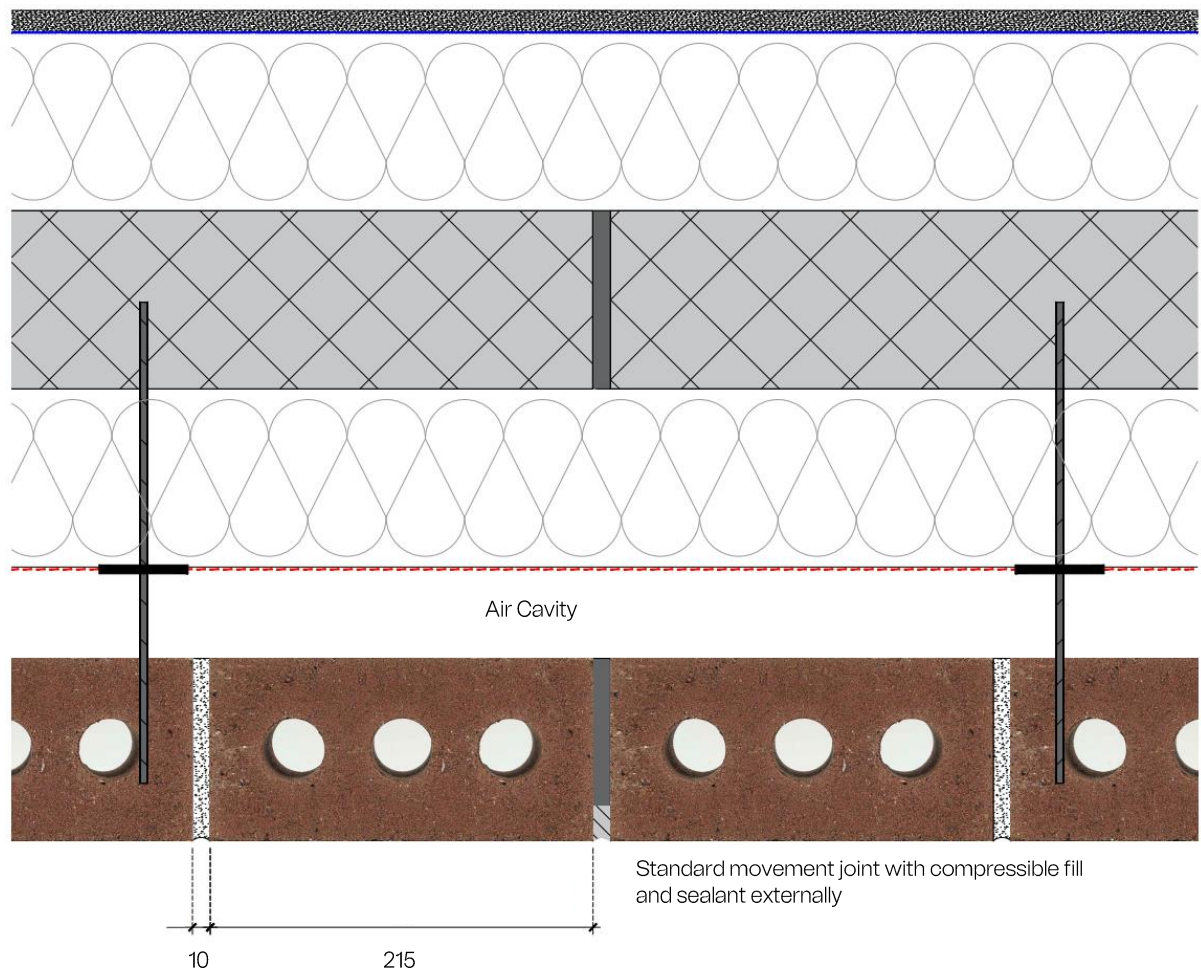 Air Cavity
Standard movement joint with compressible fill
and sealant externally
10
215